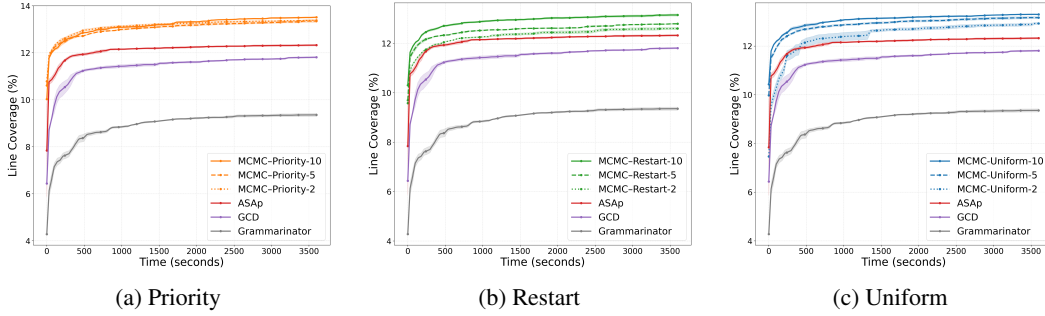 14
12
10
8
6
4
Line Coverage (%)
0 500 1000 1500 2000 2500 3000 3500
Time (seconds)
MCMC–Priority-10
MCMC–Priority-5
MCMC–Priority-2
ASAp
GCD
Grammarinator
(a) Priority
12
10
8
6
4
Line Coverage (%)
0 500 1000 1500 2000 2500 3000 3500
Time (seconds)
MCMC–Restart-10
MCMC–Restart-5
MCMC–Restart-2
ASAp
GCD
Grammarinator
(b) Restart
12
10
8
6
4
Line Coverage (%)
0 500 1000 1500 2000 2500 3000 3500
Time (seconds)
MCMC-Uniform-10
MCMC-Uniform-5
MCMC-Uniform-2
ASAp
GCD
Grammarinator
(c) Uniform